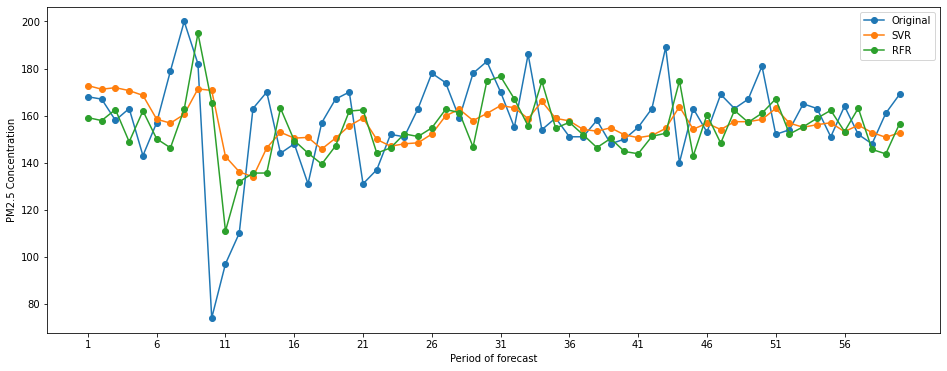 200
180
160
140
120
100
80
PM2.5 Concentration
Original
SVR
RFR
1 6 11 16 21 26 31 36 41 46 51 56
Period of forecast